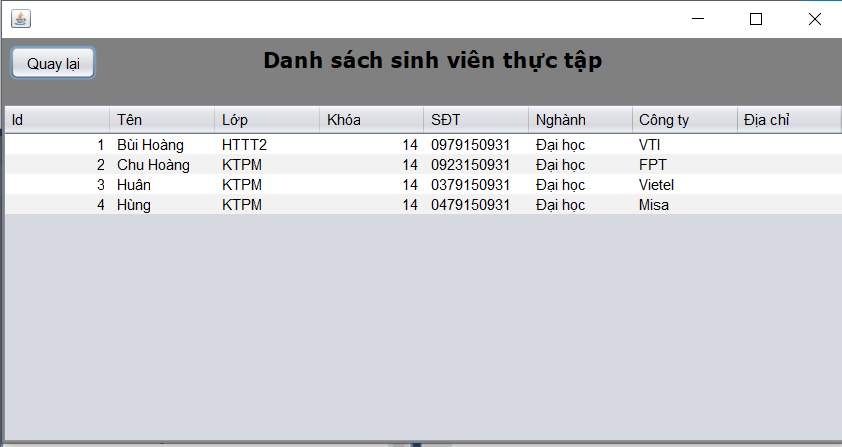 Danh sách sinh viên thực tập
Quay lại
Id Tên Lớp Khóa SĐT Nghành Công ty Địa chỉ
1 Bùi Hoàng HTTT2 14 0979150931 Đại học VTI
2 Chu Hoàng KTPM 14 0923150931 Đại học FPT
3 Huân KTPM 14 0379150931 Đại học Vietel
4 Hùng KTPM 14 0479150931 Đại học Misa